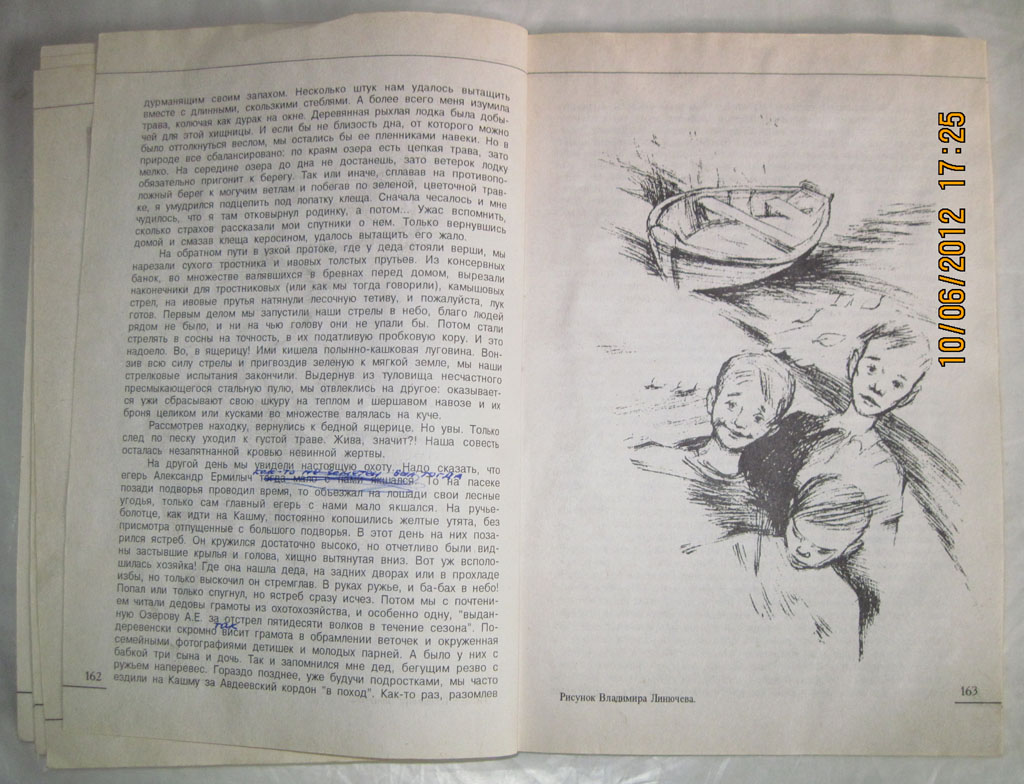 дурманящим своим запахом. Несколько штук нам удалось вытащить
вместе с длинными, скользкими стеблями. А более всего меня изумила
трава, колючая как дурак на окне. Деревянная рыхлая лодка была добы-
чей для этой хищницы. И если бы не близость дна, от которого можно
было оттолкнуться веслом, мы остались бы ее пленниками навеки. Но в
природе все сбалансировано: по краям озера есть цепкая трава, зато
мелко. На середине озера до дна не достанешь, зато ветерок лодку
обязательно пригонит к берегу. Так или иначе, сплавав на противопо-
ложный берег к могучим ветлам и побегав по зеленой, цветочной трав-
ке, я умудрился подцепить под лопатку клеща. Сначала чесалось и мне
чудилось, что я там отковырнул родинку, а потом... Ужас вспомнить,
сколько страхов рассказали мои спутники о нем. Только вернувшись
домой и смазав клеща керосином, удалось вытащить его жало.
На обратном пути в узкой протоке, где у деда стояли верши, мы
нарезали сухого тростника и ивовых толстых прутьев. Из консервных
банок, во множестве валявшихся в бревнах перед домом, вырезали
наконечники для тростниковых (или как мы тогда говорили), камышовых
стрел, на ивовые прутья натянули лесочную тетиву, и пожалуйста, лук
готов. Первым делом мы запустили наши стрелы в небо, благо людей
рядом не было, и ни на чью голову они не упали бы. Потом стали
стрелять в сосны на точность, в их податливую пробковую кору. И это
надоело. Во, в ящерицу! Ими кишела полынно-кашковая луговина. Вон-
зив всю силу стрелы и пригвоздив зеленую к мягкой земле, мы наши
стрелковые испытания закончили. Выдернув из туловища несчастного
пресмыкающегося стальную пулю, мы отвлеклись на другое: оказывает-
ся ужи сбрасывают свою шкуру на теплом и шершавом навозе и их
броня целиком или кусками во множестве валялась на куче.
Рассмотрев находку, вернулись к бедной ящерице. Но увы. Только
след по песку уходил к густой траве. Жива, значит?! Наша совесть
осталась незапятнанной кровью невинной жертвы.
На другой день мы увидели настоящую охоту. Надо сказать, что
как-то
был тогда
егерь Александр Ермилыч тогда мало с нами якшался. То на пасеке
позади подворья проводил время, то объезжал на лошади свои лесные
угодья, только сам главный егерь с нами мало якшался. На ручье-
болотце, как идти на Кашму, постоянно копошились желтые утята, без
присмотра отпущенные с большого подворья. В этот день на них поза-
рился ястреб. Он кружился достаточно высоко, но отчетливо были вид-
ны застывшие крылья и голова, хищно вытянутая вниз. Вот уж всполо-
шилась хозяйка! Где она нашла деда, на задних дворах или в прохладе
избы, но только выскочил он стремглав. В руках ружье, и ба-бах в небо!
Попал или только спугнул, но ястреб сразу исчез. Потом мы с почтени-
ем читали дедовы грамоты из охотохозяйства, и особенно одну, "выдан-
ную Озерову А.Е. за отстрел пятидесяти волков в течение сезона". По-
так
деревенски скромно висит грамота в обрамлении веточек и окруженная
семейными фотографиями детишек и молодых парней. А было у них с
бабкой три сына и дочь. Так и запомнился мне дед, бегущим резво с
ружьем наперевес. Гораздо позднее, уже будучи подростками, мы часто
ездили на Кашму за Авдеевский кордон "в поход". Как-то раз, разомлев
162
Рисунок Владимира Линючева.
163
10/06/2012 17:25